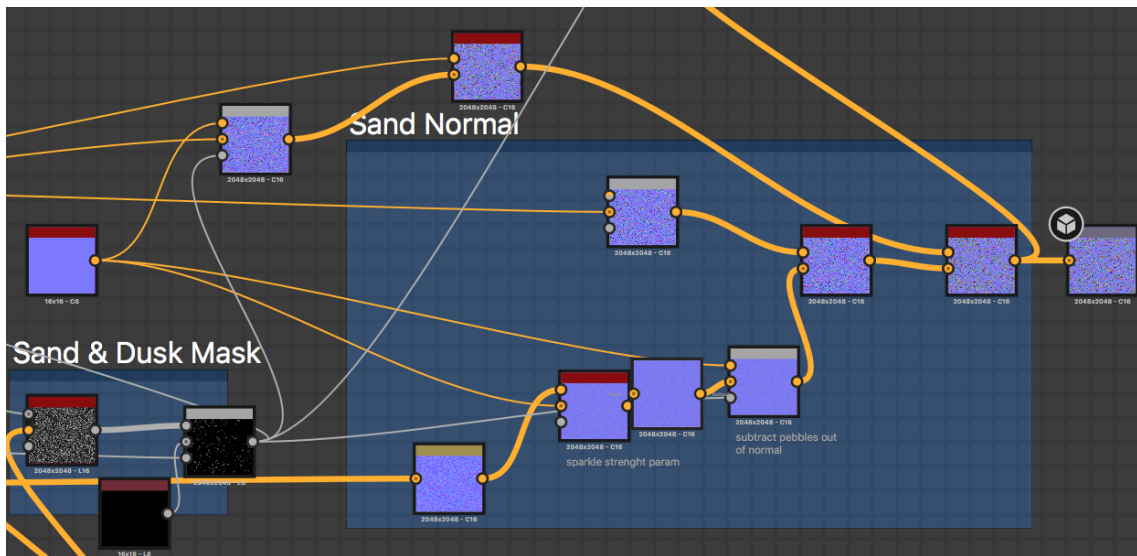 2048x2048 - C16
Sand Normal
2048x2048 - C16
2048x2048 - C16
16x16 - C8
2048x2048 - C16
2048x2048 - C16
2048x2048 - C16
Sand & Dusk Mask
2048x2048 - C16
2048x2048 - C16
2048x2048 - C16
subtract pebbles out
of normal
sparkle strenght param
2048x2048 - L16
2048x2048 - L8
2048x2048 - C16
16x16 - L8